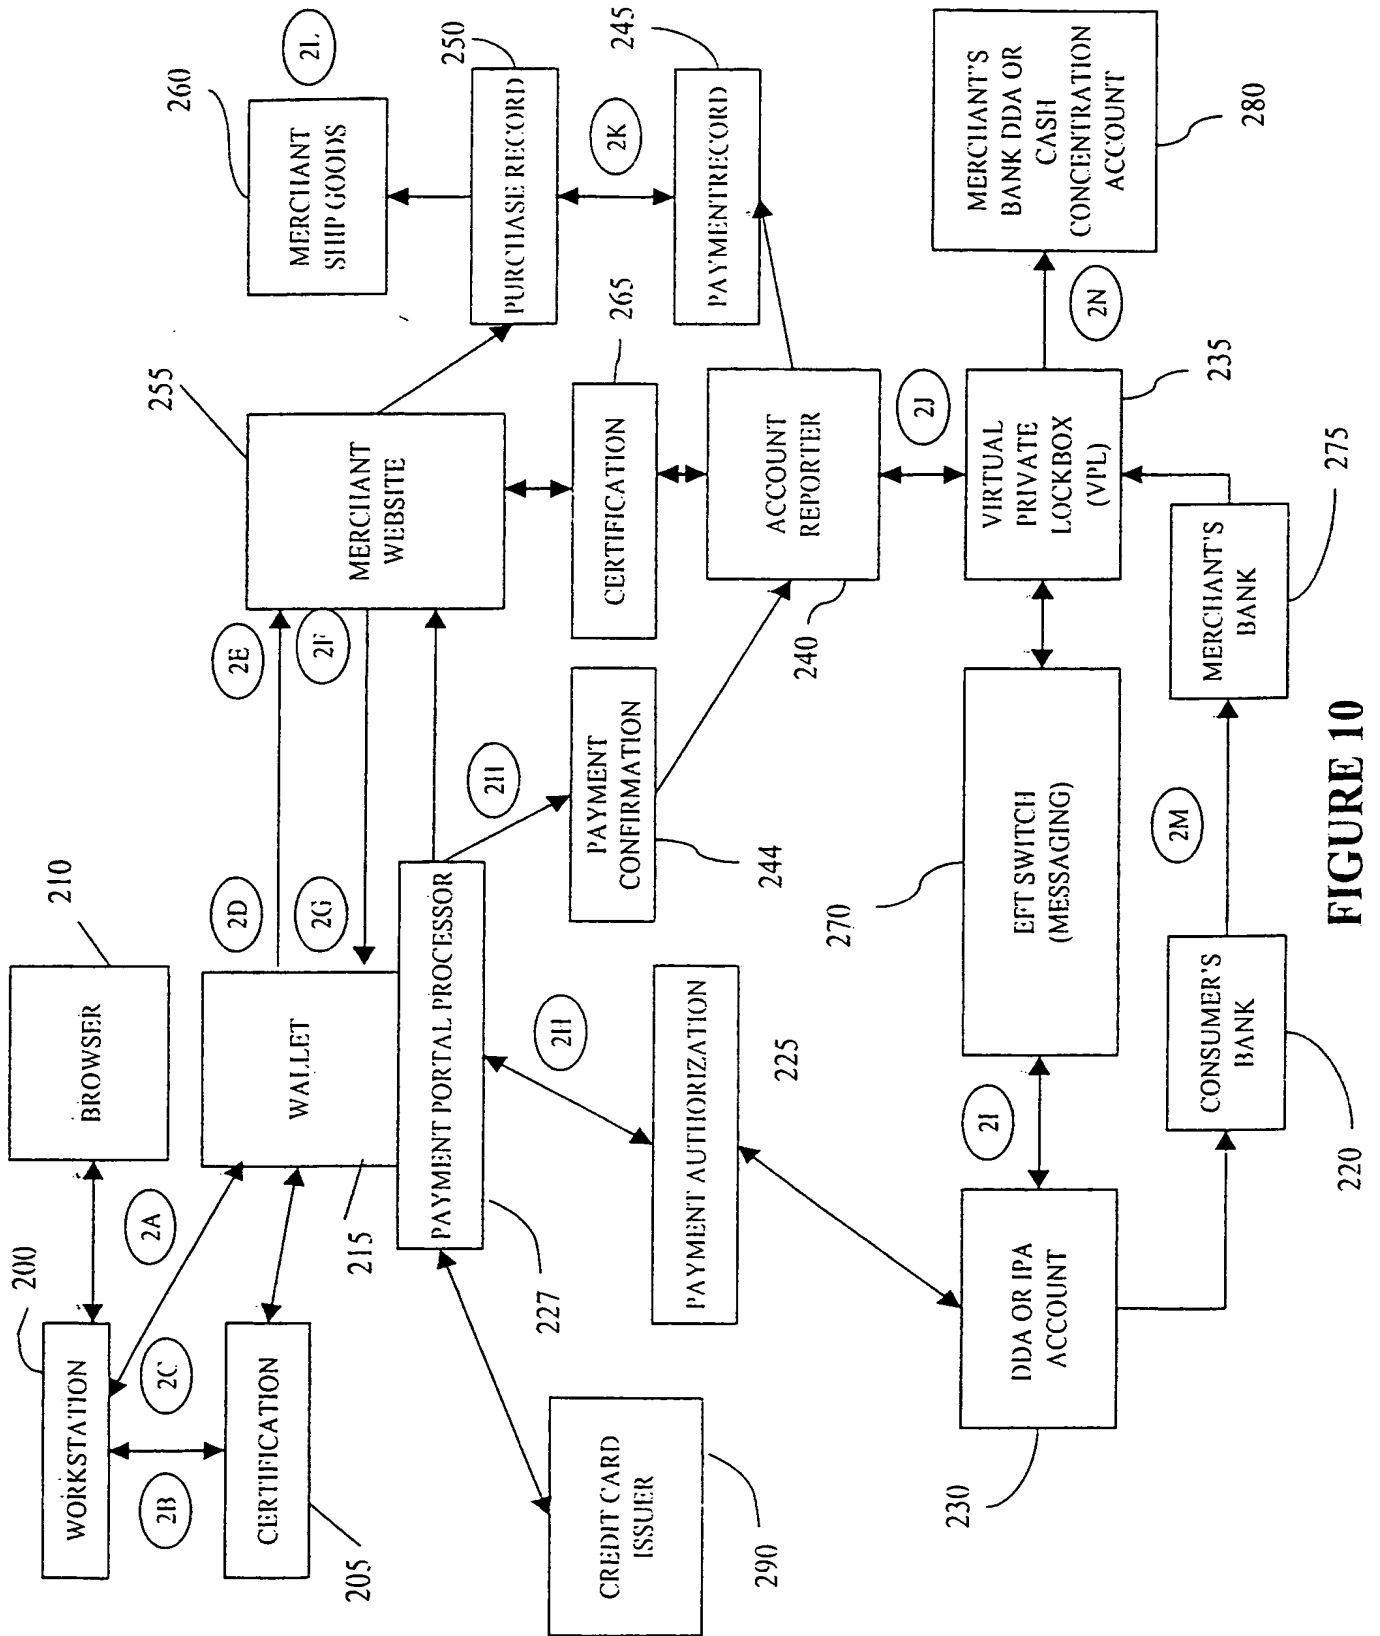 200
WORKSTATION
2B
2C
2A
CERTIFICATION
205
210
BROWSER
WALLET
215
PAYMENT PORTAL PROCESSOR
227
2D
2E
2G
2F
255
MERCHANT
WEBSITE
260
MERCHANT
SHIP GOODS
2L
250
PURCHASE RECORD
2K
245
PAYMENTRECORD
265
CERTIFICATION
2H
PAYMENT
CONFIRMATION
244
ACCOUNT
REPORTER
240
2J
CREDIT CARD
ISSUER
290
2H
PAYMENT AUTHORIZATION
225
DDA OR IPA
ACCOUNT
230
2I
EFT SWITCH
(MESSAGING)
270
VIRTUAL
PRIVATE
LOCKBOX
(VPL)
235
2N
MERCHANT'S
BANK DDA OR
CASH
CONCENTRATION
ACCOUNT
280
CONSUMER'S
BANK
220
2M
MERCHANT'S
BANK
275
FIGURE 10